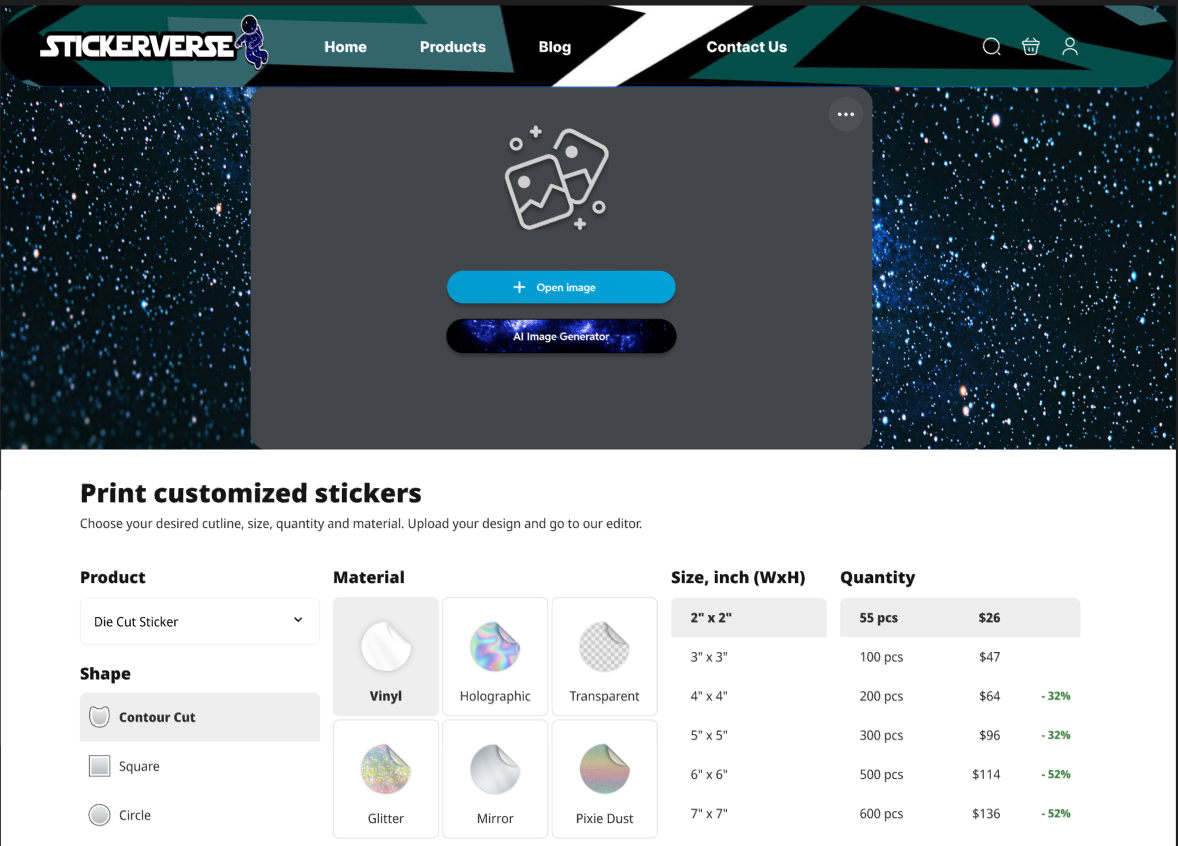 STICKERVERSE
Home Products Blog Contact Us
Open image
AI Image Generator
Print customized stickers
Choose your desired cutline, size, quantity and material. Upload your design and go to our editor.
Product
Die Cut Sticker
Shape
Contour Cut
Square
Circle
Material
Vinyl
Holographic
Transparent
Glitter
Mirror
Pixie Dust
Size, inch (WxH)
2" x 2"
3" x 3"
4" x 4"
5" x 5"
6" x 6"
7" x 7"
Quantity
55 pcs $26
100 pcs $47
200 pcs $64 - 32%
300 pcs $96 - 32%
500 pcs $114 - 52%
600 pcs $136 - 52%